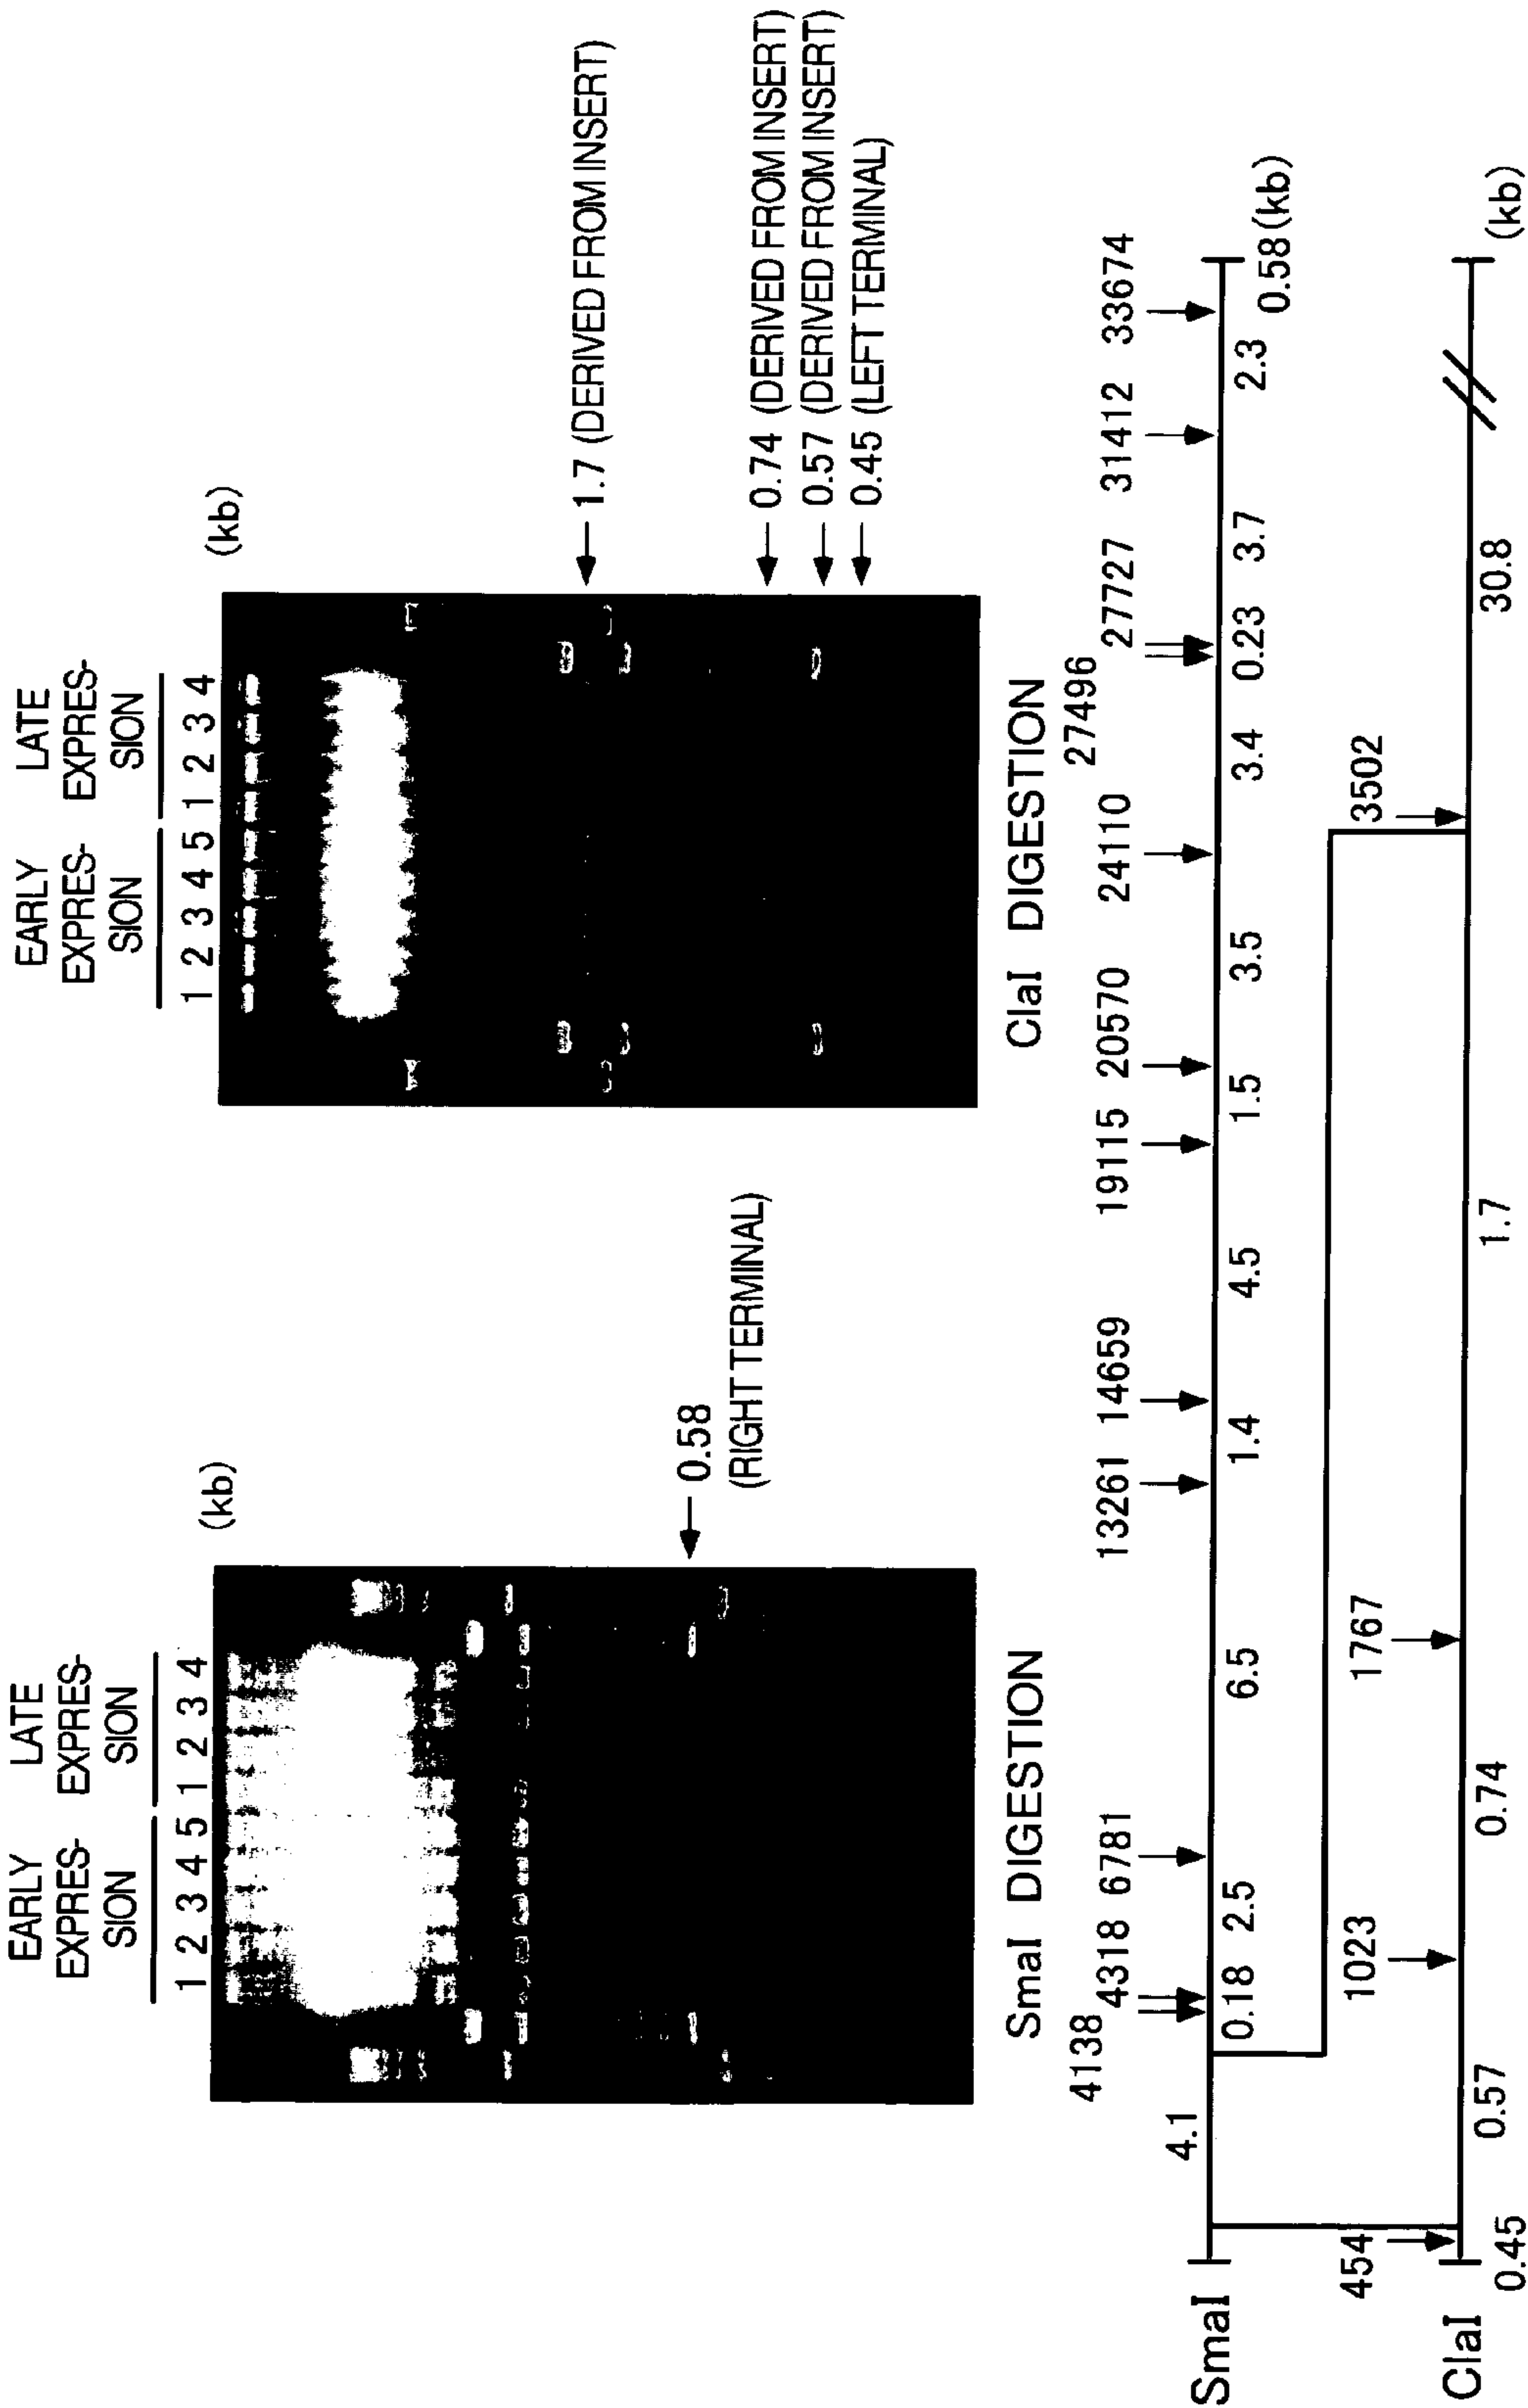 EARLY
EXPRES-
SION
LATE
EXPRES-
SION
1 2 3 4 5 1 2 3 4
(kb)
0.58
(RIGHT TERMINAL)
SmaI DIGESTION
EARLY
EXPRES-
SION
LATE
EXPRES-
SION
1 2 3 4 5 1 2 3 4
(kb)
1.7 (DERIVED FROM INSERT)
0.74 (DERIVED FROM INSERT)
0.57 (DERIVED FROM INSERT)
0.45 (LEFT TERMINAL)
ClaI DIGESTION
4138 27496
4318 6781 13261 14659 19115 20570 24110 27727 31412 33674
SmaI
4.1
0.18 2.5 6.5 1.4 4.5 1.5 3.5 3.4 0.23 3.7 2.3
0.58 (kb)
454 1023 1767 3502
ClaI
0.45 0.57 0.74 1.7 30.8 (kb)